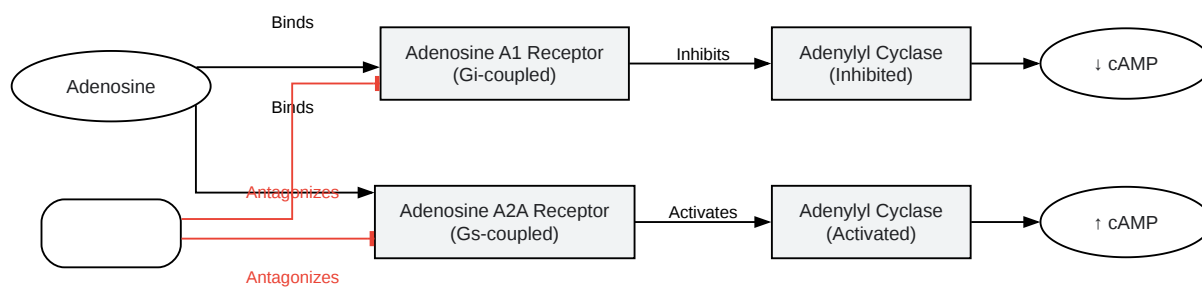 Binds
Adenosine
Adenosine A1 Receptor
(Gi-coupled)
Inhibits
Adenylyl Cyclase
(Inhibited)
↓ cAMP
Binds
Antagonizes
Adenosine A2A Receptor
(Gs-coupled)
Activates
Adenylyl Cyclase
(Activated)
↑ cAMP
Antagonizes